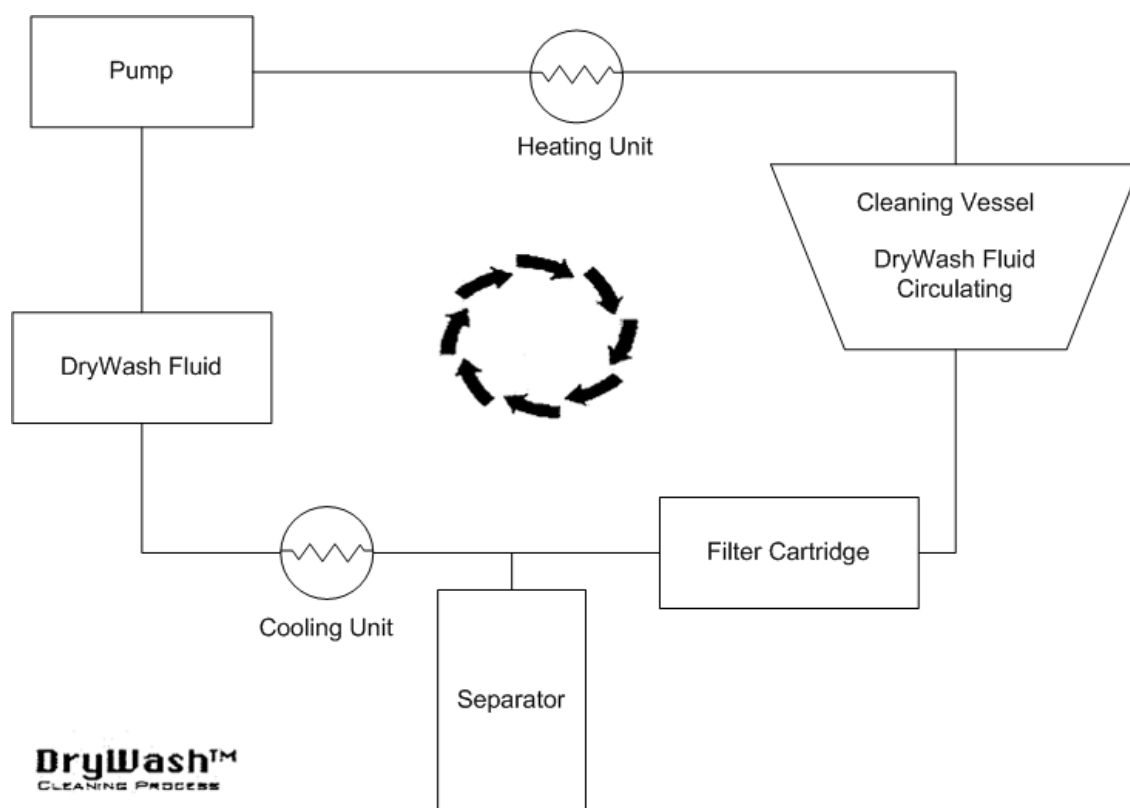 Pump
Heating Unit
Cleaning Vessel
DryWash Fluid
Circulating
DryWash Fluid
Filter Cartridge
Cooling Unit
Separator
DryWash™
CLEANING PROCESS